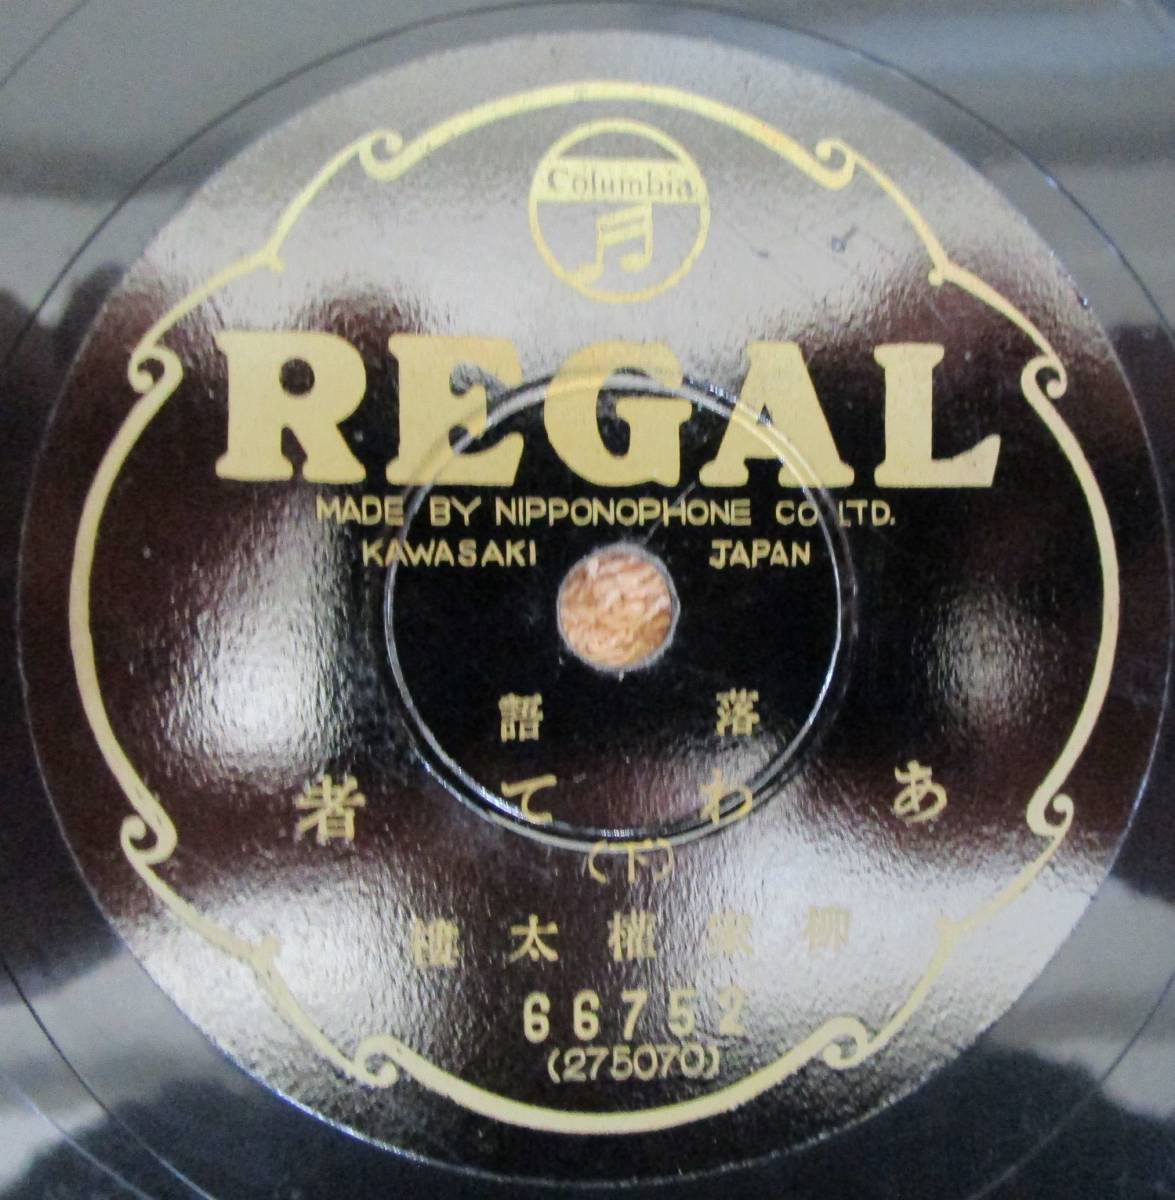 Columbia
REGAL
MADE BY NIPPONOPHONE CO LTD.
KAWASAKI JAPAN
落語
あわて者
(下)
柳家權太樓
66752
(275070)